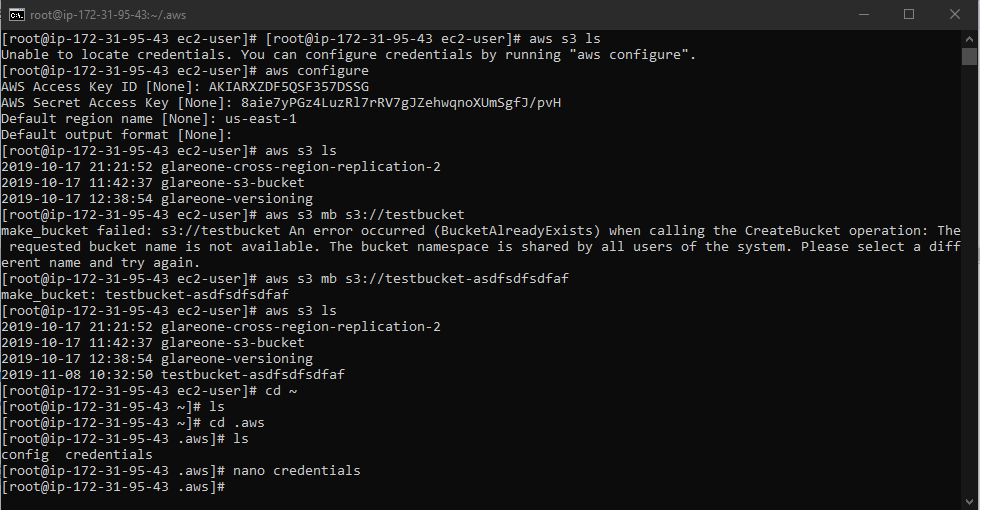 root@ip-172-31-95-43:~/.aws
[root@ip-172-31-95-43 ec2-user]# [root@ip-172-31-95-43 ec2-user]# aws s3 ls
Unable to locate credentials. You can configure credentials by running "aws configure".
[root@ip-172-31-95-43 ec2-user]# aws configure
AWS Access Key ID [None]: AKIARXZDF5QSF357DSSG
AWS Secret Access Key [None]: 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
Default region name [None]: us-east-1
Default output format [None]:
[root@ip-172-31-95-43 ec2-user]# aws s3 ls
2019-10-17 21:21:52 glareone-cross-region-replication-2
2019-10-17 11:42:37 glareone-s3-bucket
2019-10-17 12:38:54 glareone-versioning
[root@ip-172-31-95-43 ec2-user]# aws s3 mb s3://testbucket
make_bucket failed: s3://testbucket An error occurred (BucketAlreadyExists) when calling the CreateBucket operation: The
requested bucket name is not available. The bucket namespace is shared by all users of the system. Please select a diff
erent name and try again.
[root@ip-172-31-95-43 ec2-user]# aws s3 mb s3://testbucket-asdfsdfsdfaf
make_bucket: testbucket-asdfsdfsdfaf
[root@ip-172-31-95-43 ec2-user]# aws s3 ls
2019-10-17 21:21:52 glareone-cross-region-replication-2
2019-10-17 11:42:37 glareone-s3-bucket
2019-10-17 12:38:54 glareone-versioning
2019-11-08 10:32:50 testbucket-asdfsdfsdfaf
[root@ip-172-31-95-43 ec2-user]# cd ~
[root@ip-172-31-95-43 ~]# ls
[root@ip-172-31-95-43 ~]# cd .aws
[root@ip-172-31-95-43 .aws]# ls
config  credentials
[root@ip-172-31-95-43 .aws]# nano credentials
[root@ip-172-31-95-43 .aws]#